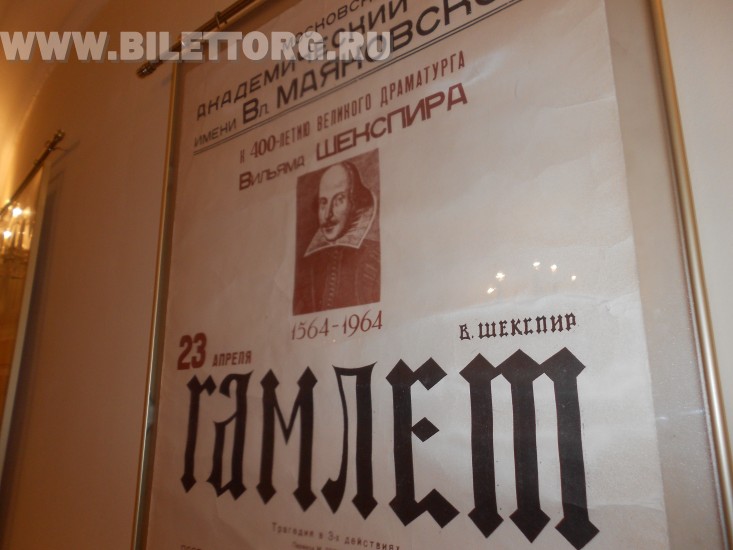 WWW.BILETTORG.RU
МОСКОВСК
АКАДЕМИЧЕСКИЙ
ИМЕНИ ВЛ. МАЯКОВСКО
К 400-ЛЕТИЮ ВЕЛИКОГО ДРАМАТУРГА
ВИЛЬЯМА ШЕКСПИРА
1564-1964
23 АПРЕЛЯ
В. ШЕКСПИР
ГАМЛЕТ
Трагедия в 3-х действиях